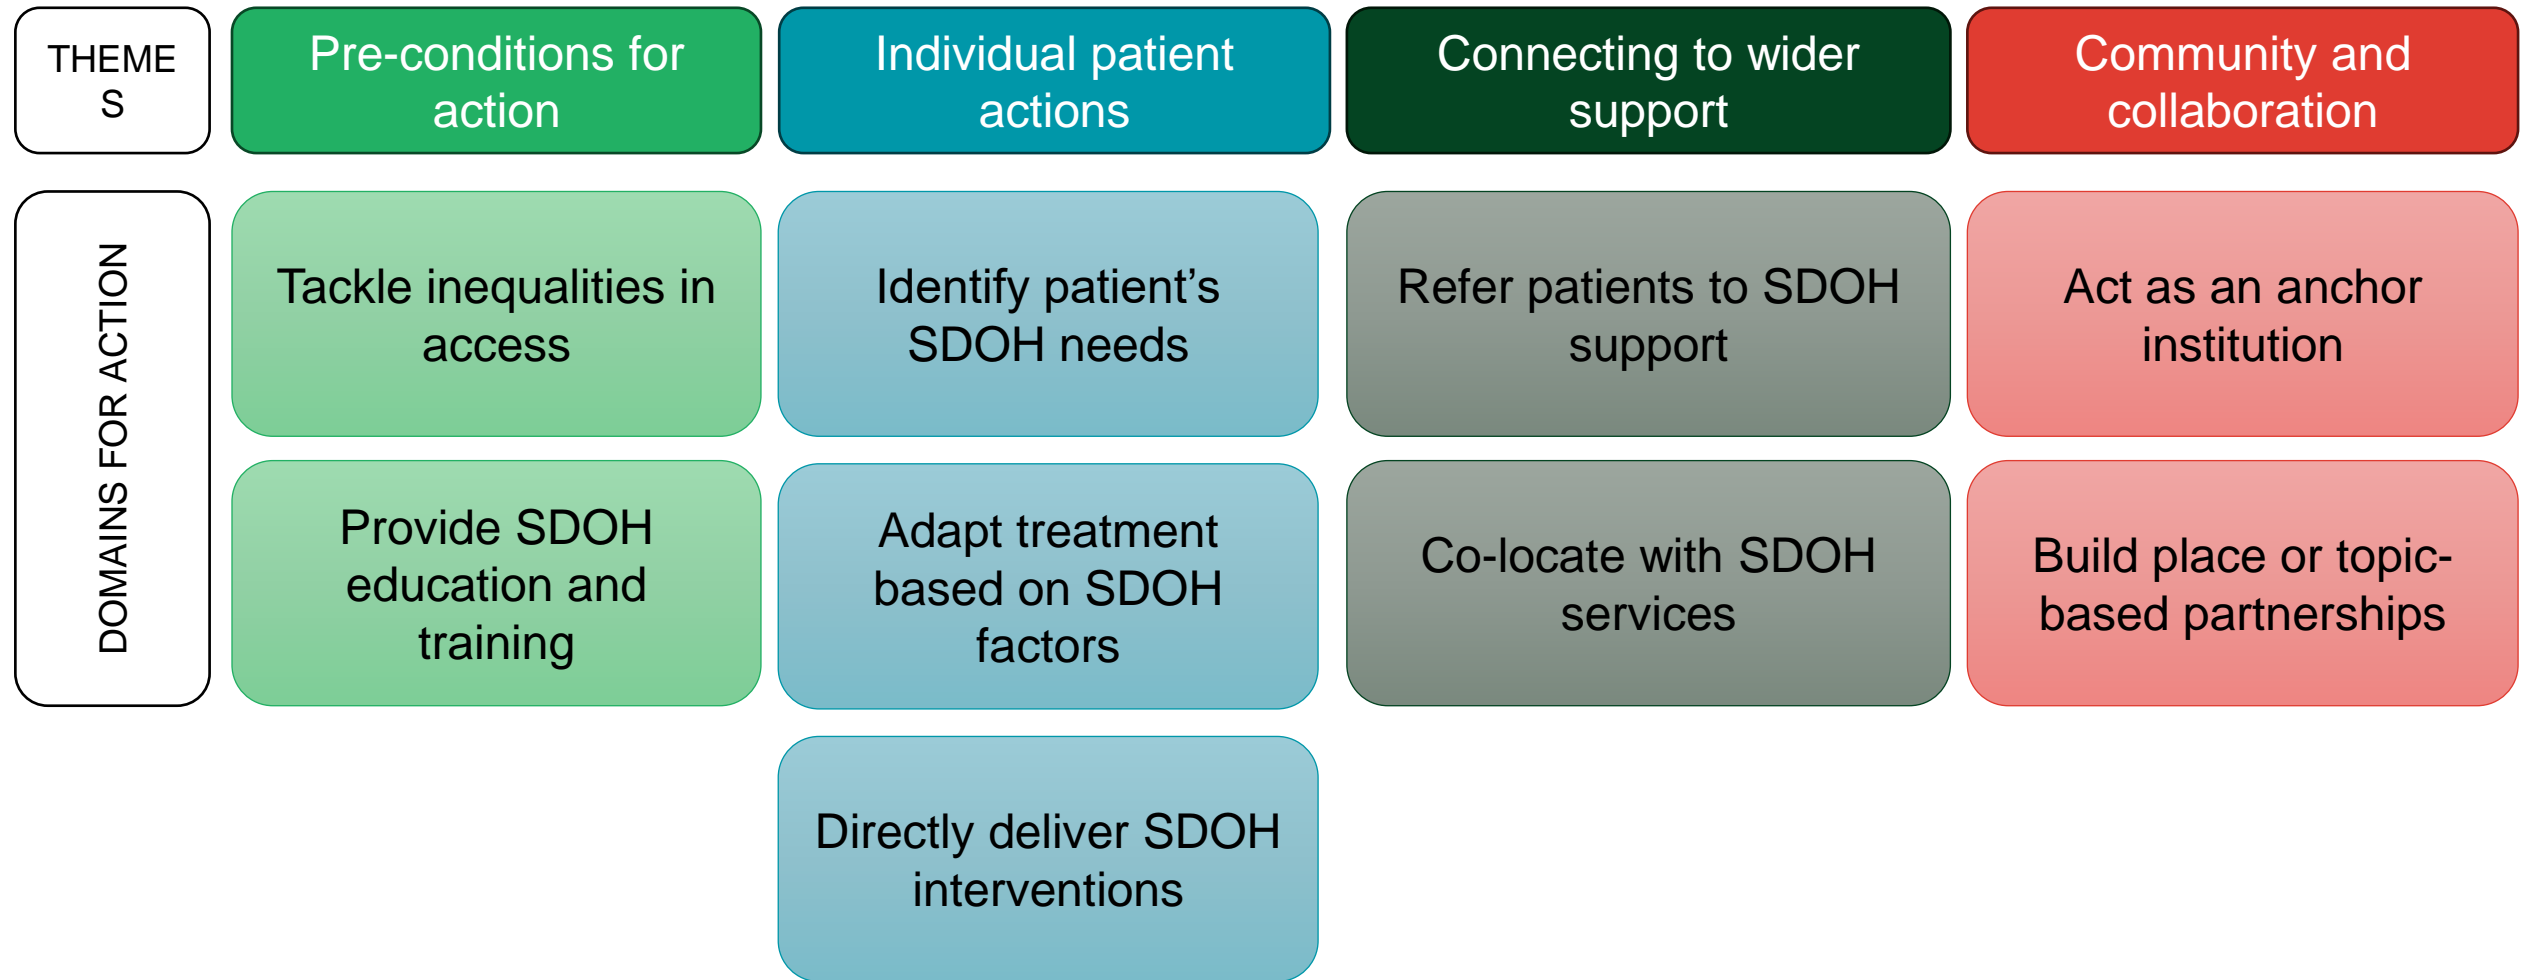 THEME
S
Pre-conditions for
action
Individual patient
actions
Connecting to wider
support
Community and
collaboration
DOMAINS FOR ACTION
Tackle inequalities in
access
Identify patient’s
SDOH needs
Refer patients to SDOH
support
Act as an anchor
institution
Provide SDOH
education and
training
Adapt treatment
based on SDOH
factors
Co-locate with SDOH
services
Build place or topic-
based partnerships
Directly deliver SDOH
interventions